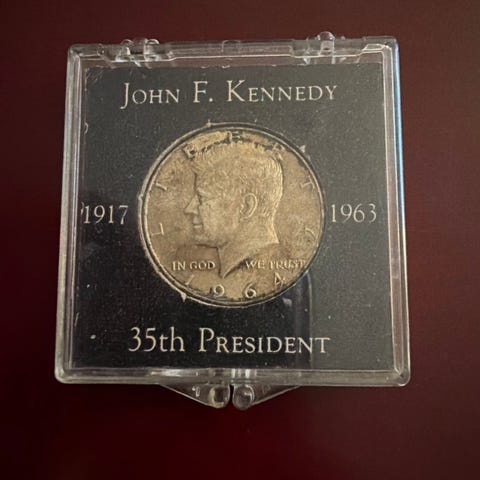 JOHN F. KENNEDY
LIBERTY
1917
1963
IN GOD WE TRUST
1964
35th PRESIDENT